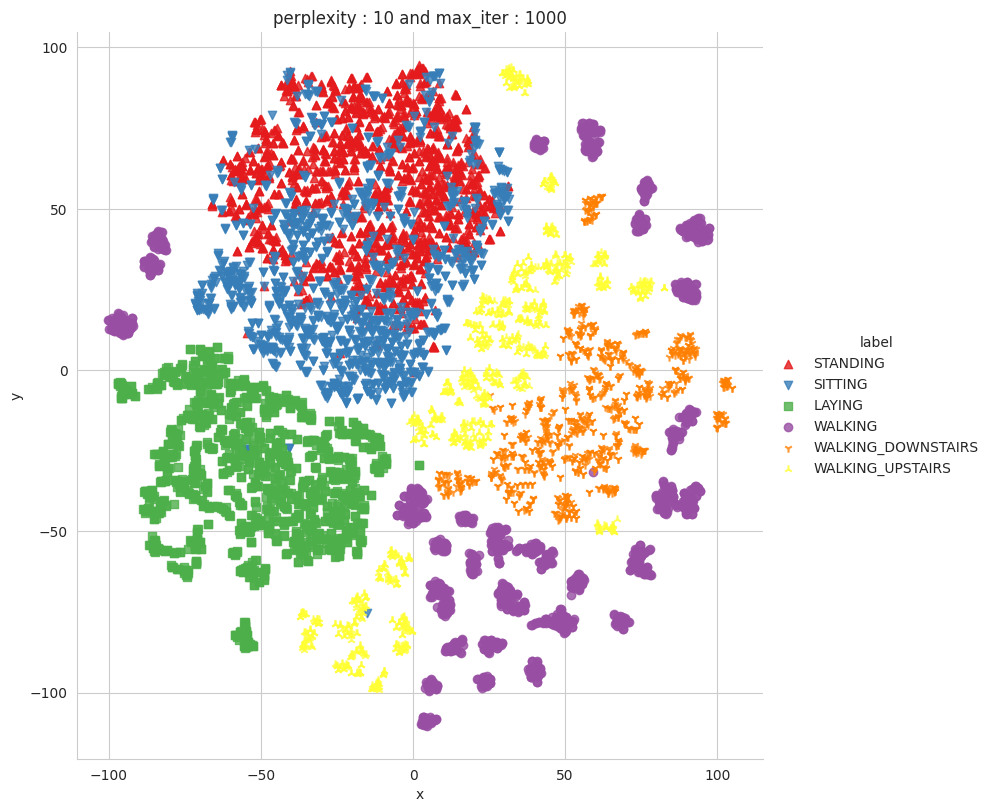 perplexity : 10 and max_iter : 1000
100
50
0
−50
−100
y
−100
−50
0
50
100
x
label
STANDING
SITTING
LAYING
WALKING
WALKING_DOWNSTAIRS
WALKING_UPSTAIRS